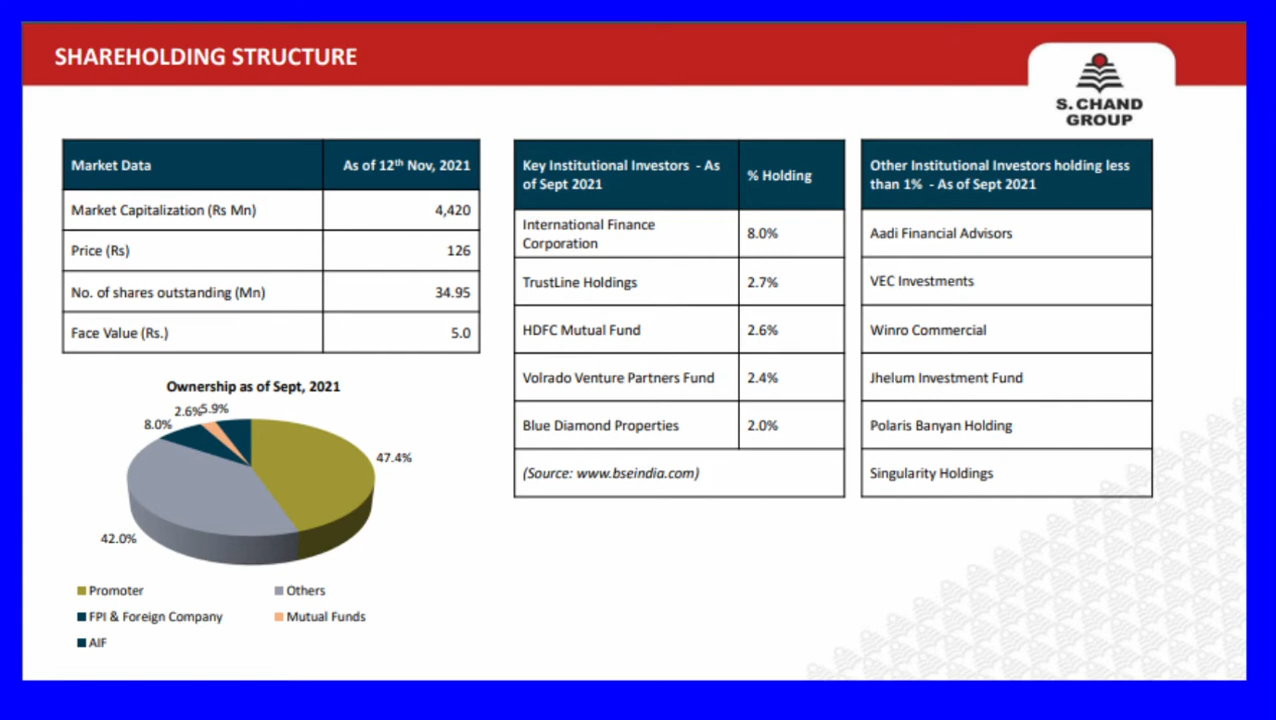 SHAREHOLDING STRUCTURE
S. CHAND
GROUP
Market Data As of 12th Nov, 2021
Market Capitalization (Rs Mn) 4,420
Price (Rs) 126
No. of shares outstanding (Mn) 34.95
Face Value (Rs.) 5.0
Ownership as of Sept, 2021
2.6% 5.9%
8.0%
47.4%
42.0%
Promoter Others
FPI & Foreign Company Mutual Funds
AIF
Key Institutional Investors - As
of Sept 2021
% Holding
International Finance
Corporation
8.0%
TrustLine Holdings 2.7%
HDFC Mutual Fund 2.6%
Volrado Venture Partners Fund 2.4%
Blue Diamond Properties 2.0%
(Source: www.bseindia.com)
Other Institutional Investors holding less
than 1% - As of Sept 2021
Aadi Financial Advisors
VEC Investments
Winro Commercial
Jhelum Investment Fund
Polaris Banyan Holding
Singularity Holdings